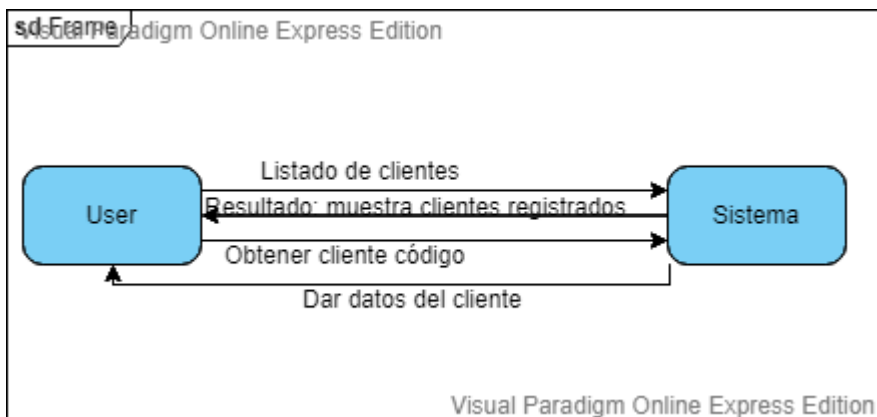 sd Frame
Visual Paradigm Online Express Edition
Listado de clientes
User
Resultado: muestra clientes registrados
Sistema
Obtener cliente código
Dar datos del cliente
Visual Paradigm Online Express Edition